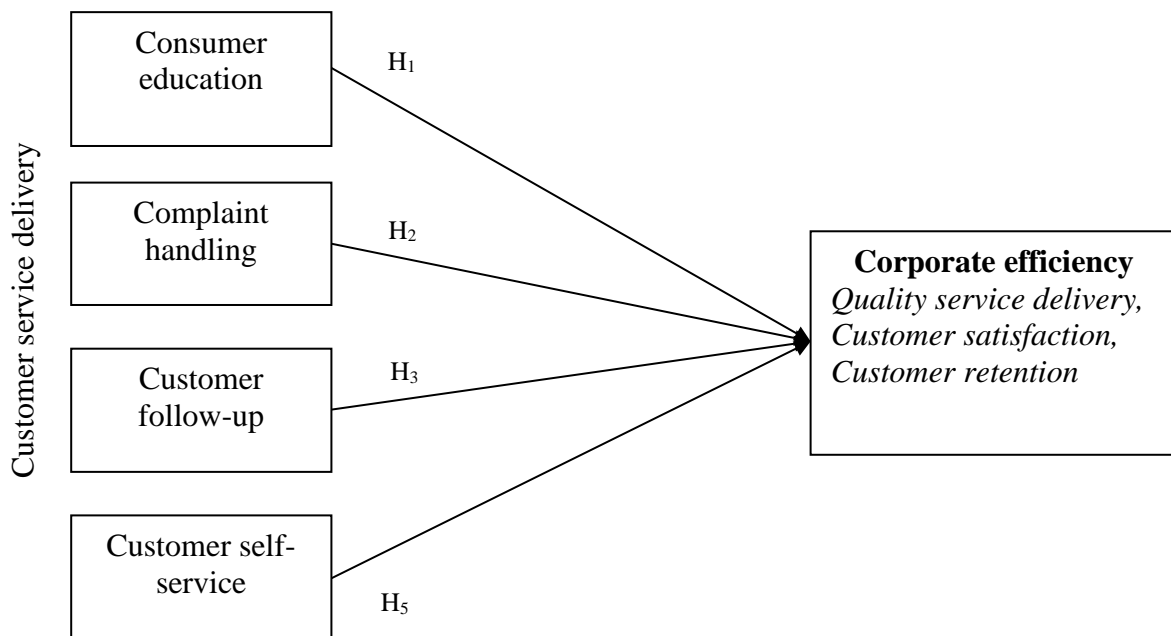 Customer service delivery
Consumer
education
H₁
Complaint
handling
H₂
Customer
follow-up
H₃
Customer self-
service
H₅
Corporate efficiency
Quality service delivery,
Customer satisfaction,
Customer retention